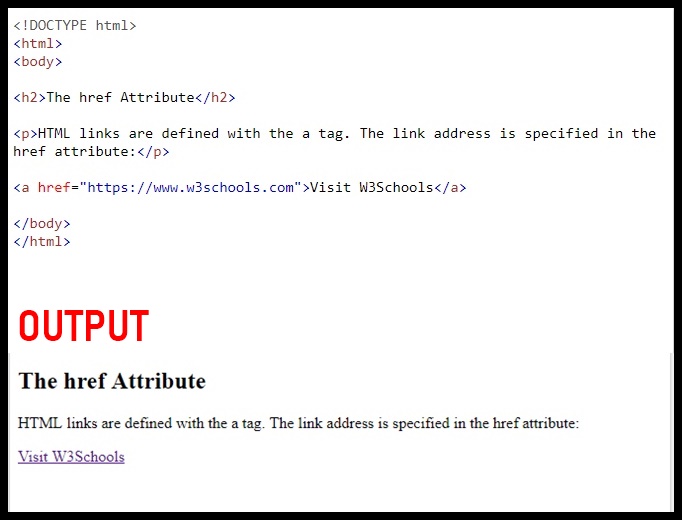 <!DOCTYPE html>
<html>
<body>
<h2>The href Attribute</h2>
<p>HTML links are defined with the a tag. The link address is specified in the
href attribute:</p>
<a href="https://www.w3schools.com">Visit W3Schools</a>
</body>
</html>
OUTPUT
The href Attribute
HTML links are defined with the a tag. The link address is specified in the href attribute:
Visit W3Schools